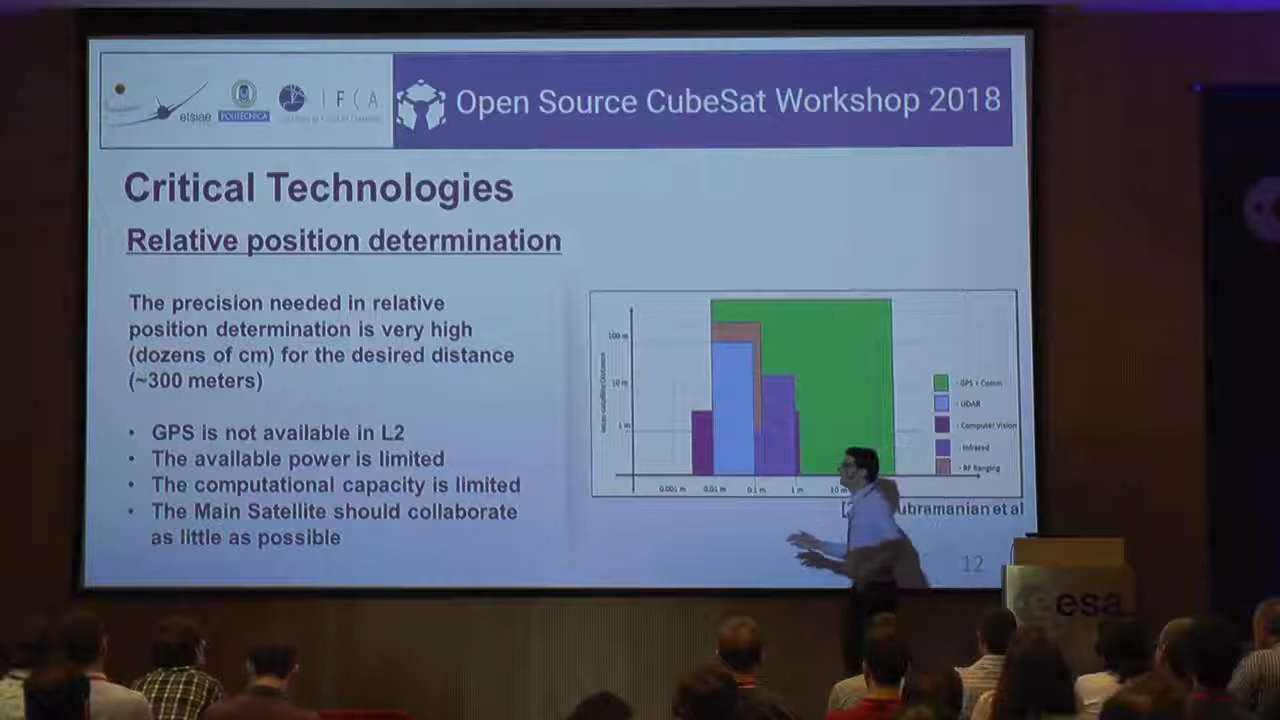 etsiae
POLITÉCNICA
I F C A
Open Source CubeSat Workshop 2018
Critical Technologies
Relative position determination
The precision needed in relative
position determination is very high
(dozens of cm) for the desired distance
(~300 meters)
• GPS is not available in L2
• The available power is limited
• The computational capacity is limited
• The Main Satellite should collaborate
as little as possible
100 m
10 m
1 m
Inter-satellite Distance
- GPS + Comm
- LIDAR
- Computer Vision
- Infrared
- RF Ranging
0.001 m 0.01 m 0.1 m 1 m 10 m
ubramanian et al
12
esa